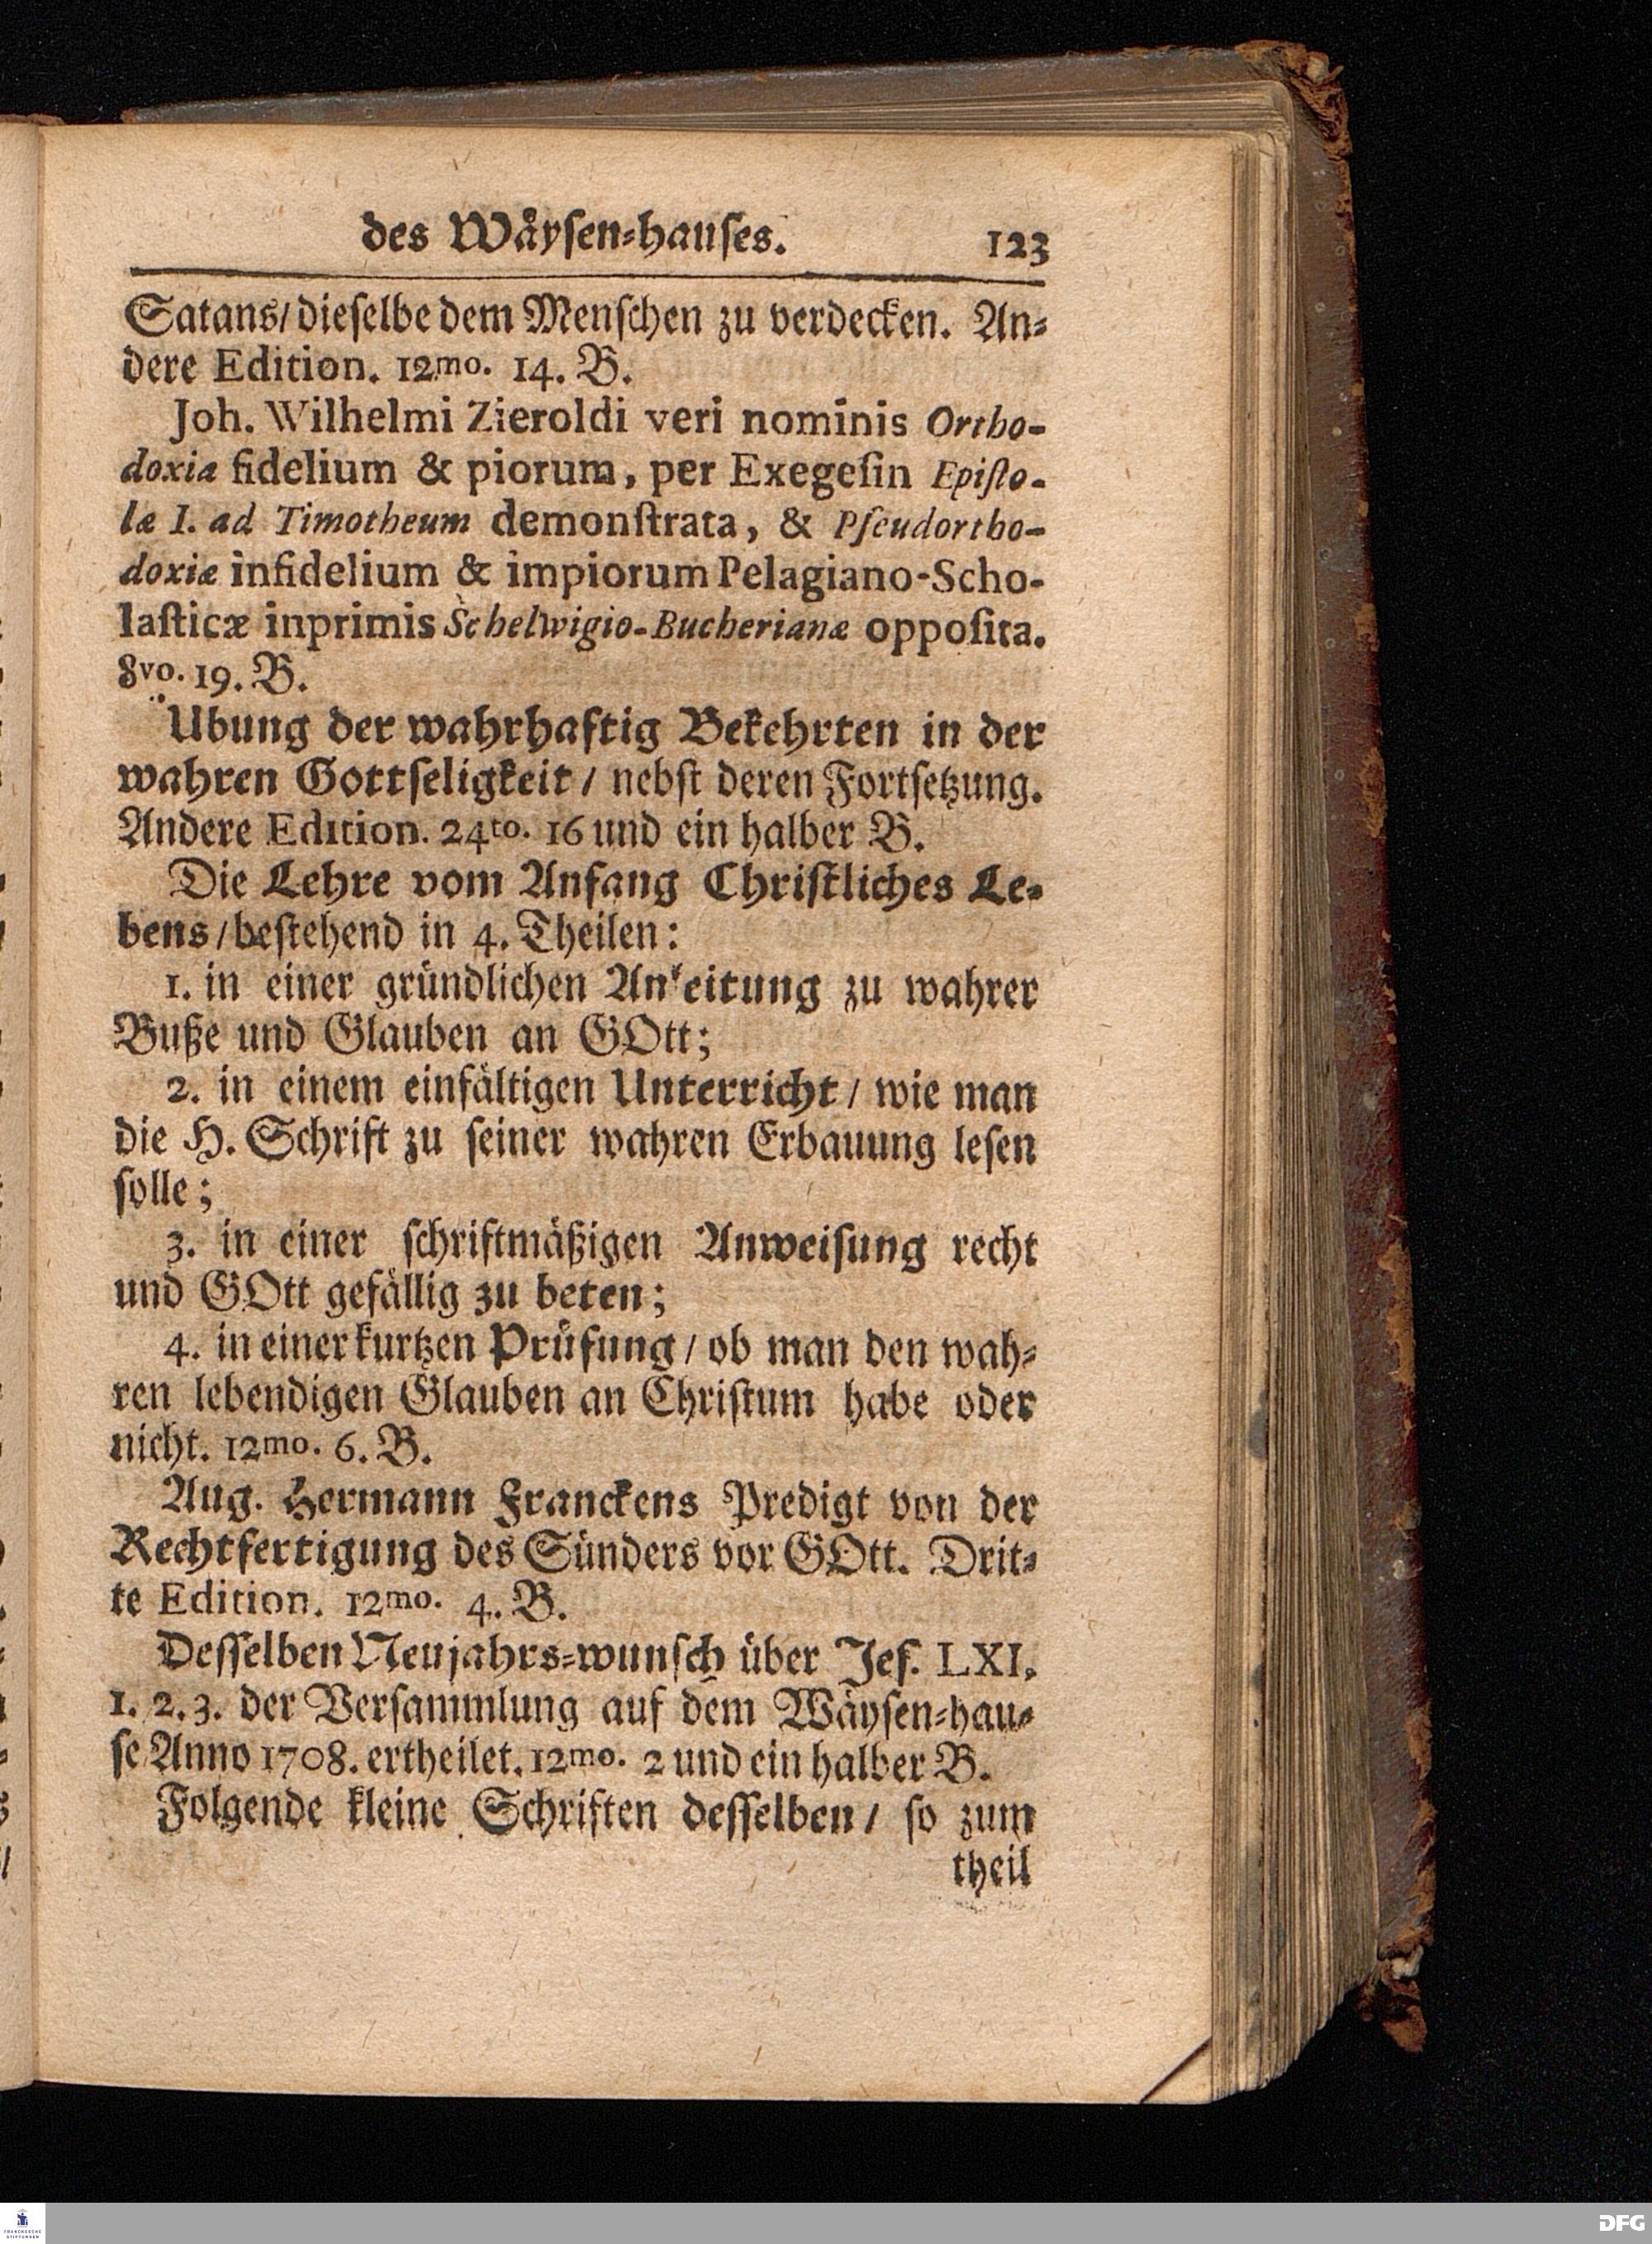 des Wäyſen-hauſes. 123
Satans/ dieſelbe dem Menſchen zu verdecken. An-
dere Edition. 12mo. 14. B.
Joh. Wilhelmi Zieroldi veri nominis Ortho-
doxia fidelium & piorum, per Exegeſin Epiſto-
læ I. ad Timotheum demonſtrata, & Pſeudortho-
doxiæ infidelium & impiorum Pelagiano-Scho-
laſticæ inprimis Schelwigio-Bucherianæ oppoſita.
8vo. 19. B.
Übung der wahrhaftig Bekehrten in der
wahren Gottſeligkeit / nebſt deren Fortſetzung.
Andere Edition. 24to. 16 und ein halber B.
Die Lehre vom Anfang Chriſtliches Le-
bens / beſtehend in 4. Theilen:
1. in einer gründlichen Anleitung zu wahrer
Buße und Glauben an GOtt;
2. in einem einfältigen Unterricht / wie man
die H. Schrift zu ſeiner wahren Erbauung leſen
ſolle;
3. in einer ſchriftmäßigen Anweiſung recht
und GOtt gefällig zu beten;
4. in einer kurtzen Prüfung / ob man den wah-
ren lebendigen Glauben an Chriſtum habe oder
nicht. 12mo. 6. B.
Aug. Hermann Franckens Predigt von der
Rechtfertigung des Sünders vor GOtt. Drit-
te Edition. 12mo. 4. B.
Deſſelben Neujahrs-wunſch über Jeſ. LXI,
1. 2. 3. der Verſammlung auf dem Wäyſen-hau-
ſe Anno 1708. ertheilet. 12mo. 2 und ein halber B.
Folgende kleine Schriften deſſelben / ſo zum
theil
FRANCKESCHE
STIFTUNGEN
DFG